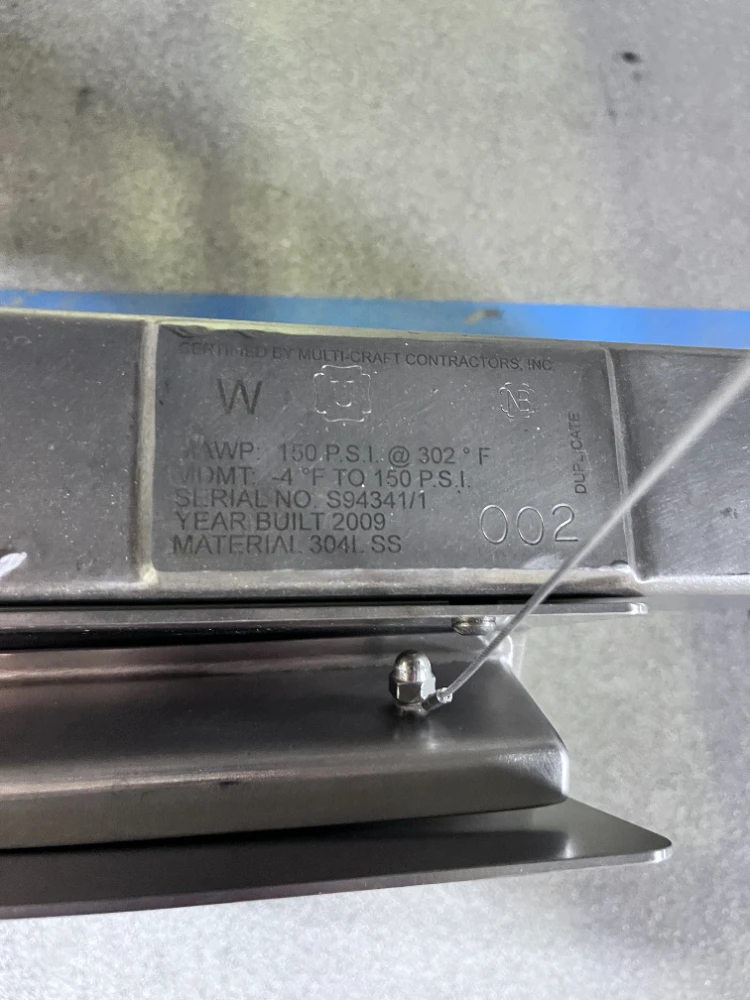 CERTIFIED BY MULTI-CRAFT CONTRACTORS, INC
W U NB
MAWP: 150 P.S.I. @ 302 ° F
MDMT: -4 °F TO 150 P.S.I.
SERIAL NO. S94341/1
YEAR BUILT 2009
MATERIAL 304L SS
002
DUPLICATE